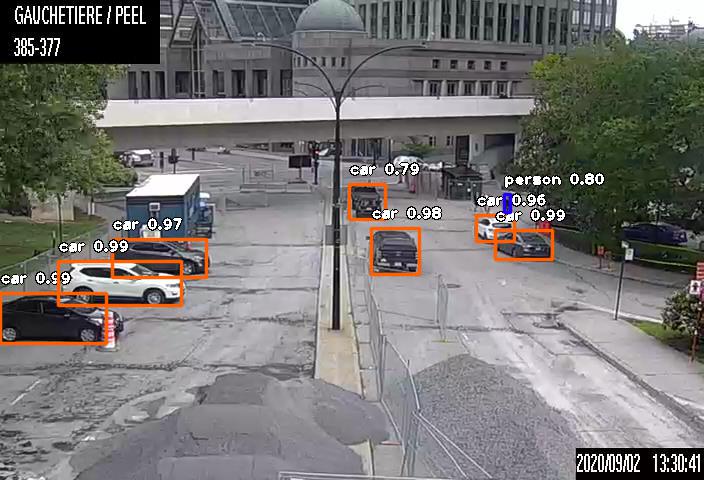 GAUCHETIERE / PEEL
385-377
person 0.80
car 0.79
car 0.96
car 0.98
car 0.99
car 0.97
car 0.99
car 0.99
2020/09/02 13:30:41